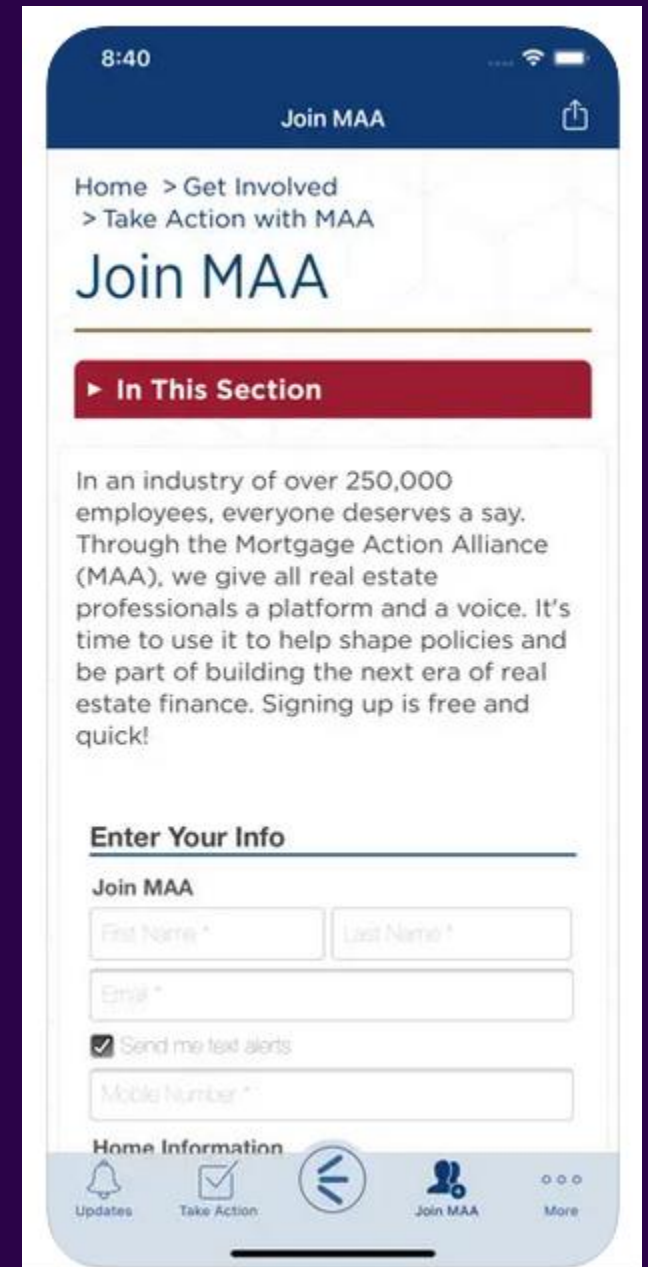 8:40
Join MAA
Home > Get Involved
> Take Action with MAA
Join MAA
▸ In This Section
In an industry of over 250,000
employees, everyone deserves a say.
Through the Mortgage Action Alliance
(MAA), we give all real estate
professionals a platform and a voice. It's
time to use it to help shape policies and
be part of building the next era of real
estate finance. Signing up is free and
quick!
Enter Your Info
Join MAA
First Name * Last Name *
Email *
Send me text alerts
Mobile Number *
Home Information
Updates Take Action Join MAA More